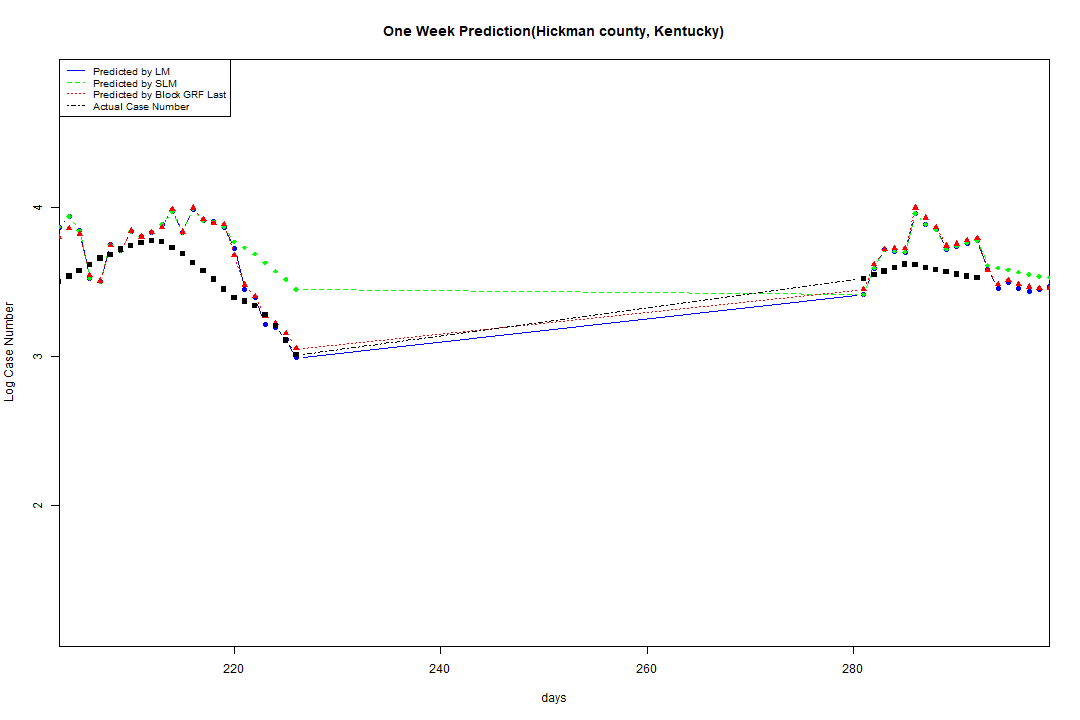 One Week Prediction(Hickman county, Kentucky)
Predicted by LM
Predicted by SLM
Predicted by Block GRF Last
Actual Case Number
4
3
2
Log Case Number
220 240 260 280
days